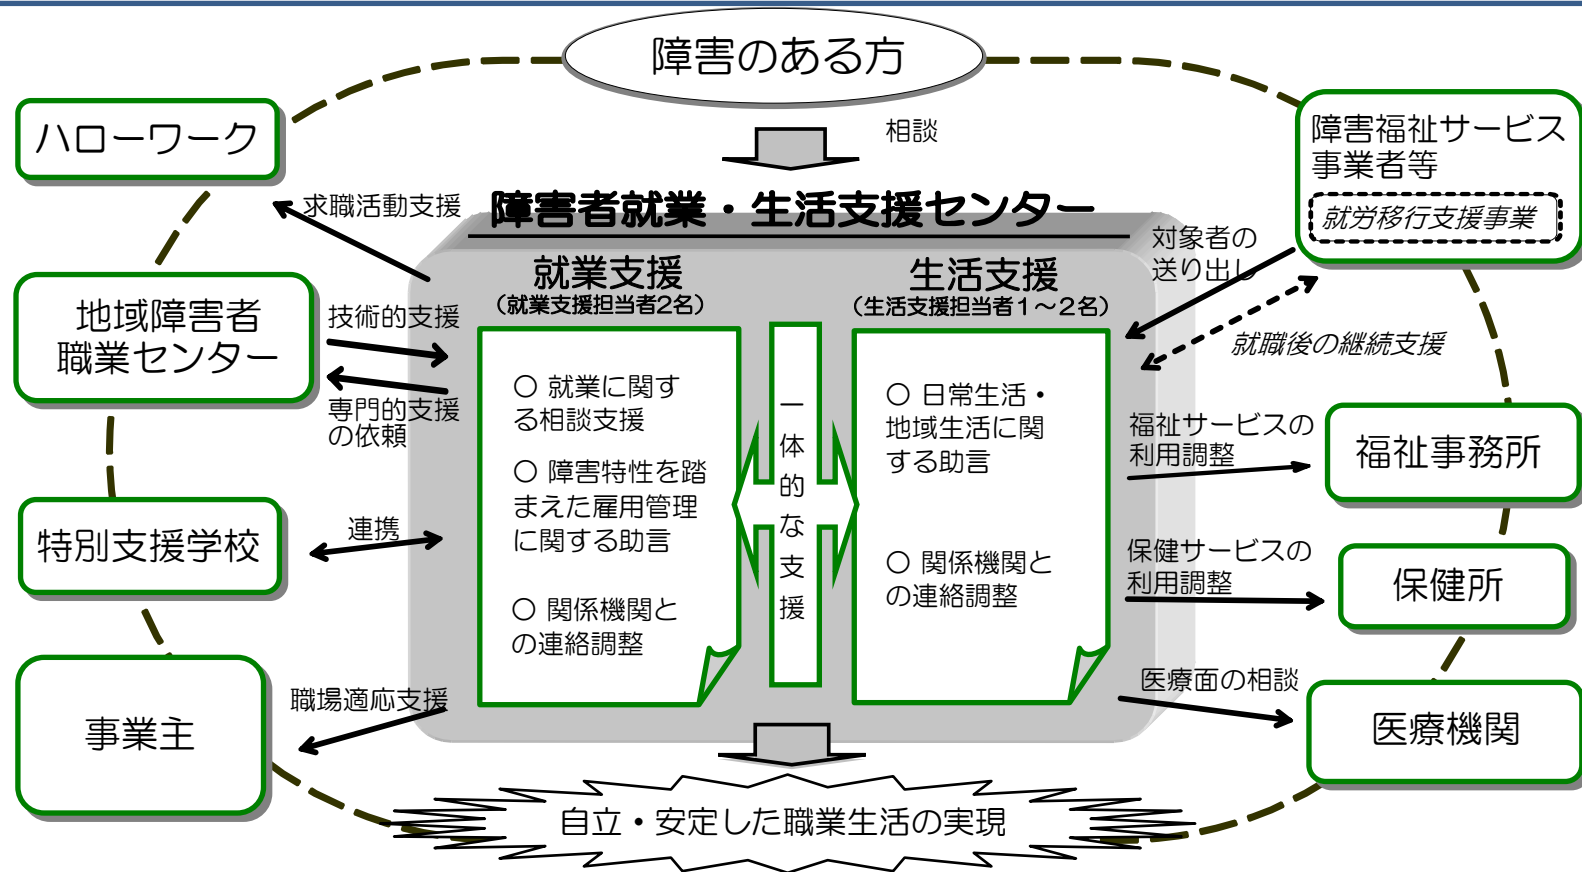 障害のある方
相談
ハローワーク
求職活動支援
地域障害者
職業センター
技術的支援
専門的支援
の依頼
特別支援学校
連携
事業主
職場適応支援
障害者就業・生活支援センター
就業支援
（就業支援担当者2名）
〇 就業に関す
る相談支援
〇 障害特性を踏
まえた雇用管理
に関する助言
〇 関係機関と
の連絡調整
一体的な支援
生活支援
（生活支援担当者１～２名）
〇 日常生活・
地域生活に関
する助言
〇 関係機関と
の連絡調整
障害福祉サービス
事業者等
就労移行支援事業
対象者の
送り出し
就職後の継続支援
福祉サービスの
利用調整
福祉事務所
保健サービスの
利用調整
保健所
医療面の相談
医療機関
自立・安定した職業生活の実現